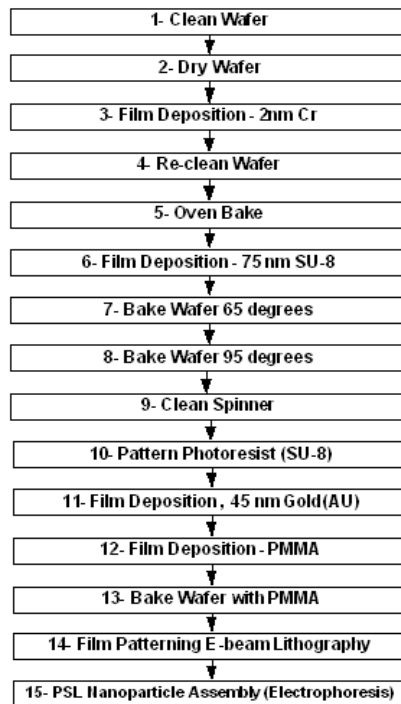 1- Clean Wafer
2- Dry Wafer
3- Film Deposition - 2nm Cr
4- Re-clean Wafer
5- Oven Bake
6- Film Deposition - 75 nm SU-8
7- Bake Wafer 65 degrees
8- Bake Wafer 95 degrees
9- Clean Spinner
10- Pattern Photoresist (SU-8)
11- Film Deposition , 45 nm Gold(AU)
12- Film Deposition - PMMA
13- Bake Wafer with PMMA
14- Film Patterning E-beam Lithography
15- PSL Nanoparticle Assembly (Electrophoresis)